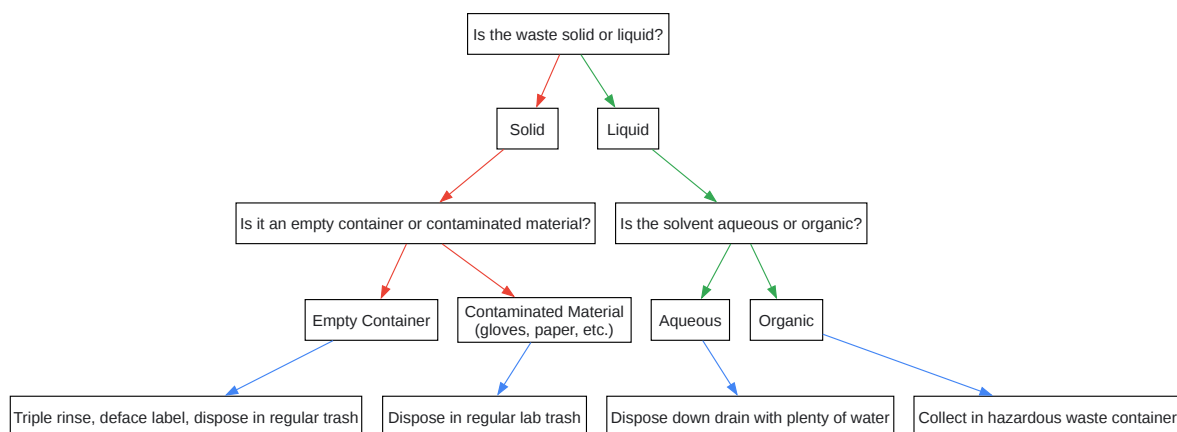 Is the waste solid or liquid?
Solid
Liquid
Is it an empty container or contaminated material?
Is the solvent aqueous or organic?
Empty Container
Contaminated Material
(gloves, paper, etc.)
Aqueous
Organic
Triple rinse, deface label, dispose in regular trash
Dispose in regular lab trash
Dispose down drain with plenty of water
Collect in hazardous waste container